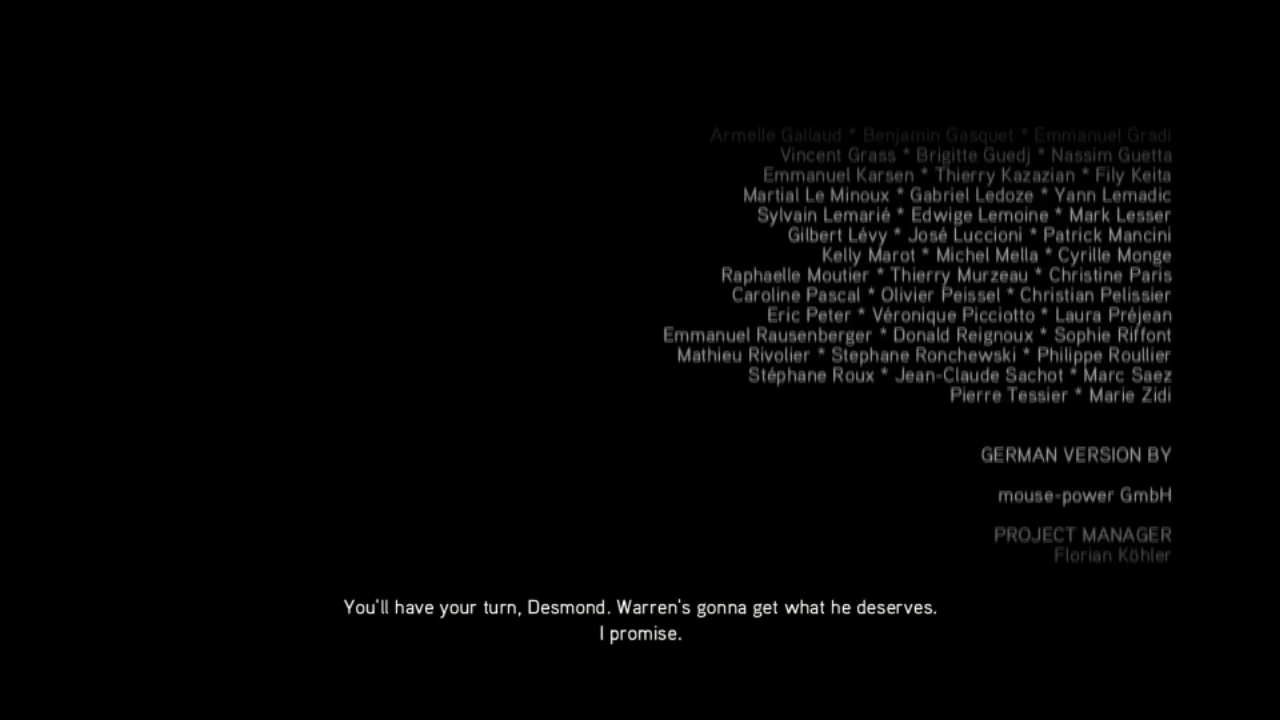 Armelle Gallaud * Benjamin Gasquet * Emmanuel Gradi
Vincent Grass * Brigitte Guedj * Nassim Guetta
Emmanuel Karsen * Thierry Kazazian * Fily Keita
Martial Le Minoux * Gabriel Ledoze * Yann Lemadic
Sylvain Lemarié * Edwige Lemoine * Mark Lesser
Gilbert Lévy * José Luccioni * Patrick Mancini
Kelly Marot * Michel Mella * Cyrille Monge
Raphaelle Moutier * Thierry Murzeau * Christine Paris
Caroline Pascal * Olivier Peissel * Christian Pelissier
Eric Peter * Véronique Picciotto * Laura Préjean
Emmanuel Rausenberger * Donald Reignoux * Sophie Riffont
Mathieu Rivolier * Stephane Ronchewski * Philippe Roullier
Stéphane Roux * Jean-Claude Sachot * Marc Saez
Pierre Tessier * Marie Zidi
GERMAN VERSION BY
mouse-power GmbH
PROJECT MANAGER
Florian Köhler
You'll have your turn, Desmond. Warren's gonna get what he deserves.
I promise.